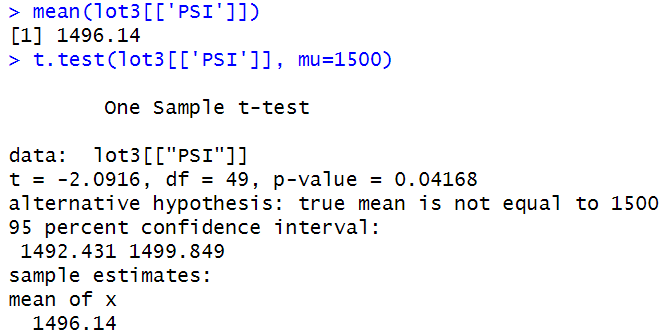 > mean(lot3[['PSI']])
[1] 1496.14
> t.test(lot3[['PSI']], mu=1500)
One Sample t-test
data:  lot3[["PSI"]]
t = -2.0916, df = 49, p-value = 0.04168
alternative hypothesis: true mean is not equal to 1500
95 percent confidence interval:
 1492.431 1499.849
sample estimates:
mean of x
  1496.14